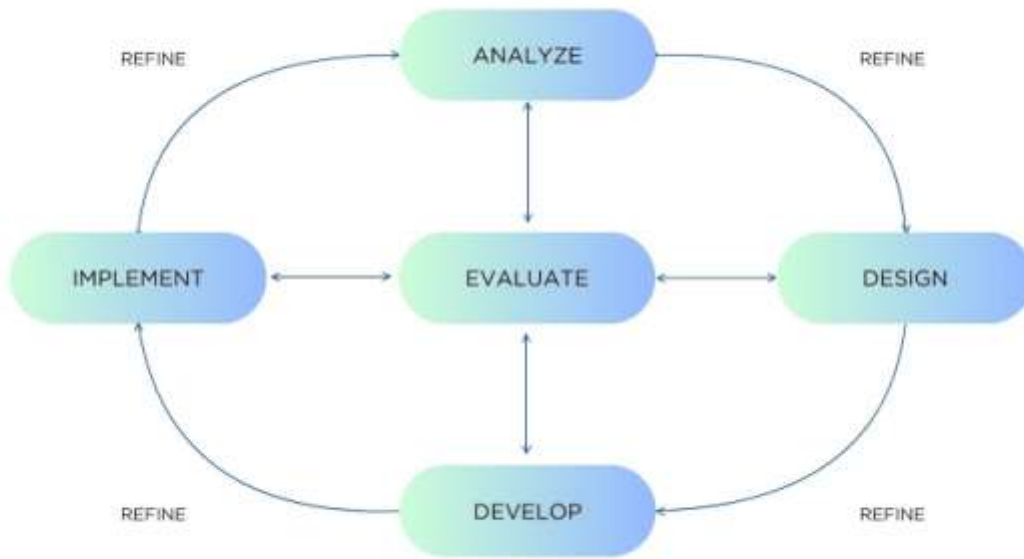 ANALYZE
REFINE
REFINE
IMPLEMENT
EVALUATE
DESIGN
DEVELOP
REFINE
REFINE